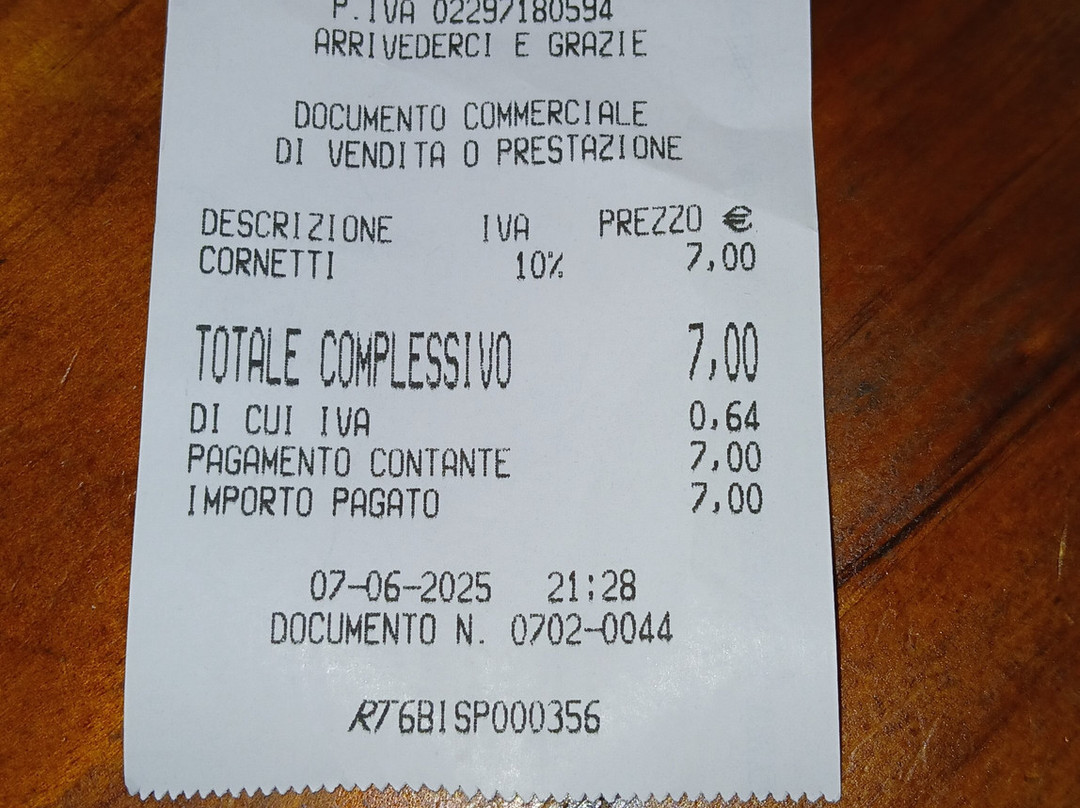 P.IVA 02297180594
ARRIVEDERCI E GRAZIE
DOCUMENTO COMMERCIALE
DI VENDITA O PRESTAZIONE
DESCRIZIONE IVA PREZZO €
CORNETTI 10% 7,00
TOTALE COMPLESSIVO 7,00
DI CUI IVA 0,64
PAGAMENTO CONTANTE 7,00
IMPORTO PAGATO 7,00
07-06-2025 21:28
DOCUMENTO N. 0702-0044
RT6BISP000356